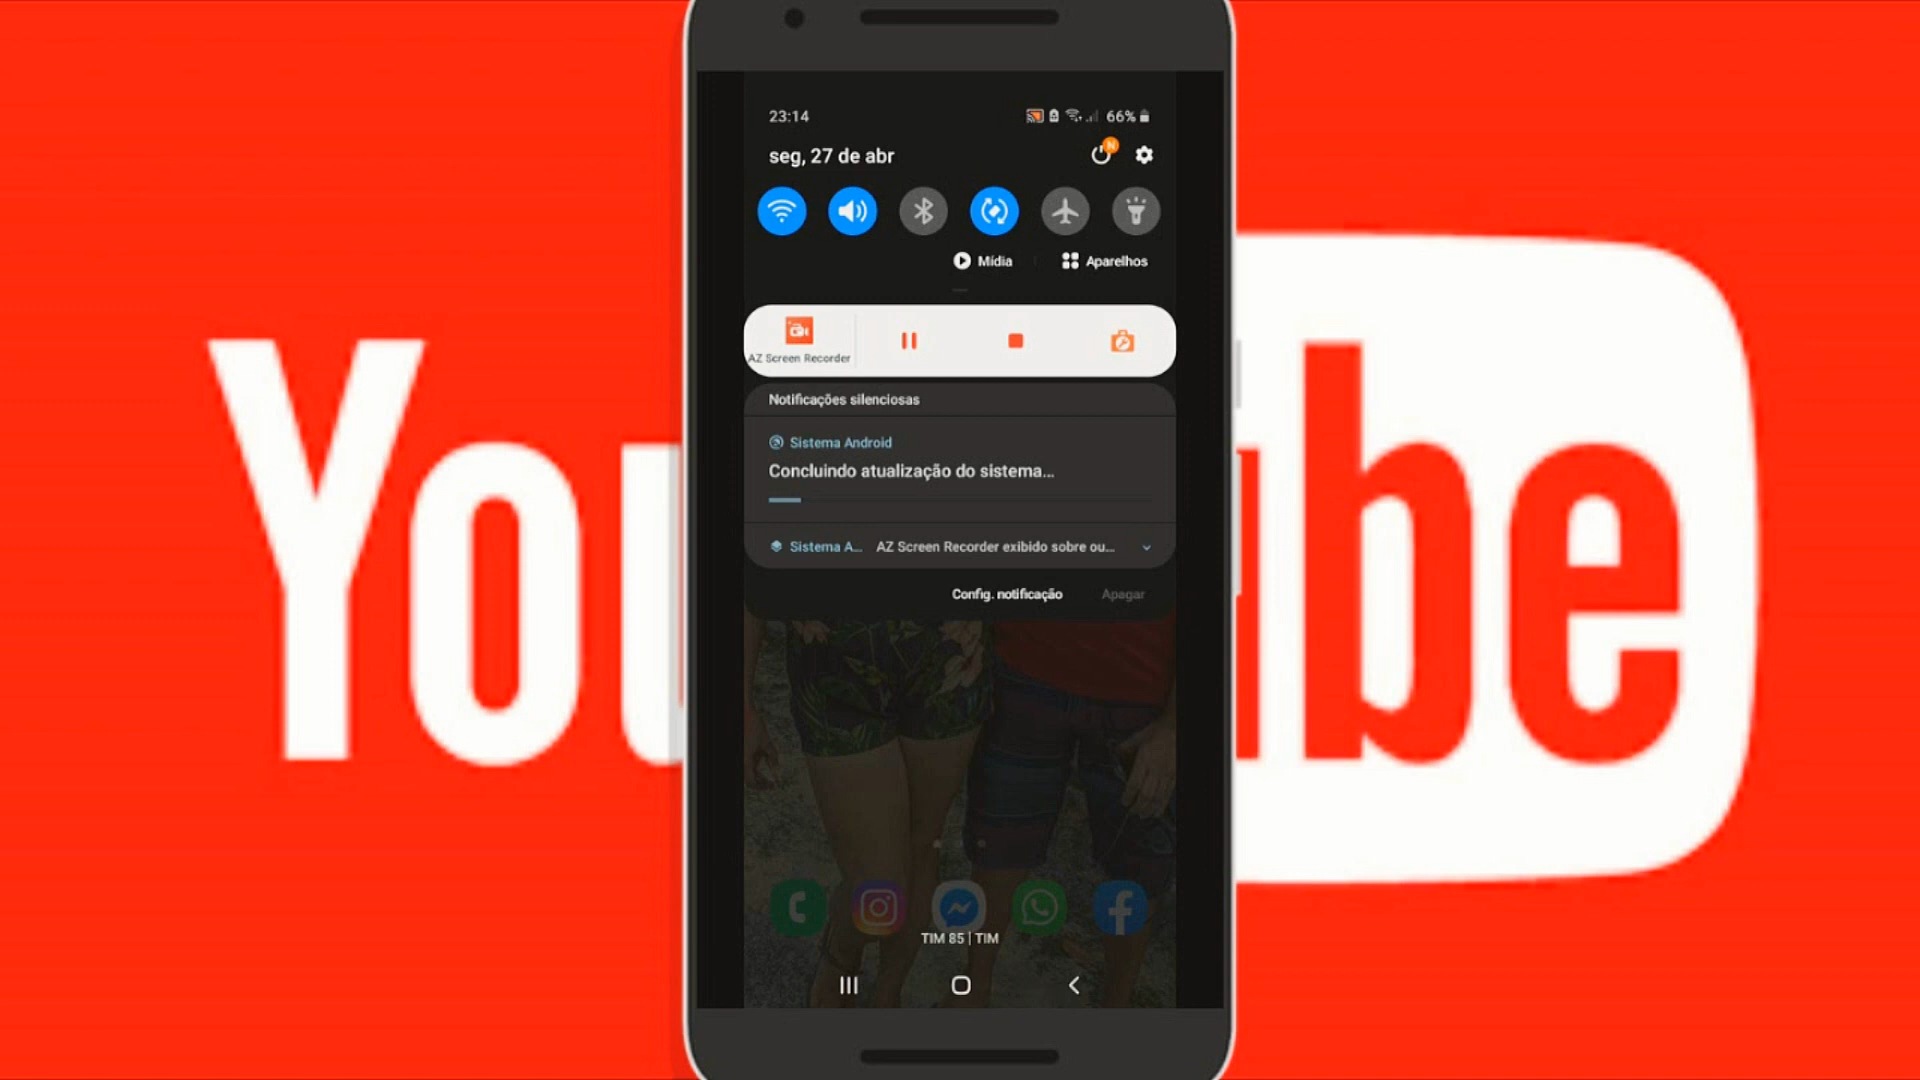 YouTube
23:14
66%
seg, 27 de abr
N
Mídia
Aparelhos
AZ Screen Recorder
Notificações silenciosas
Sistema Android
Concluindo atualização do sistema...
Sistema A... AZ Screen Recorder exibido sobre ou...
Config. notificação
Apagar
TIM 85 | TIM